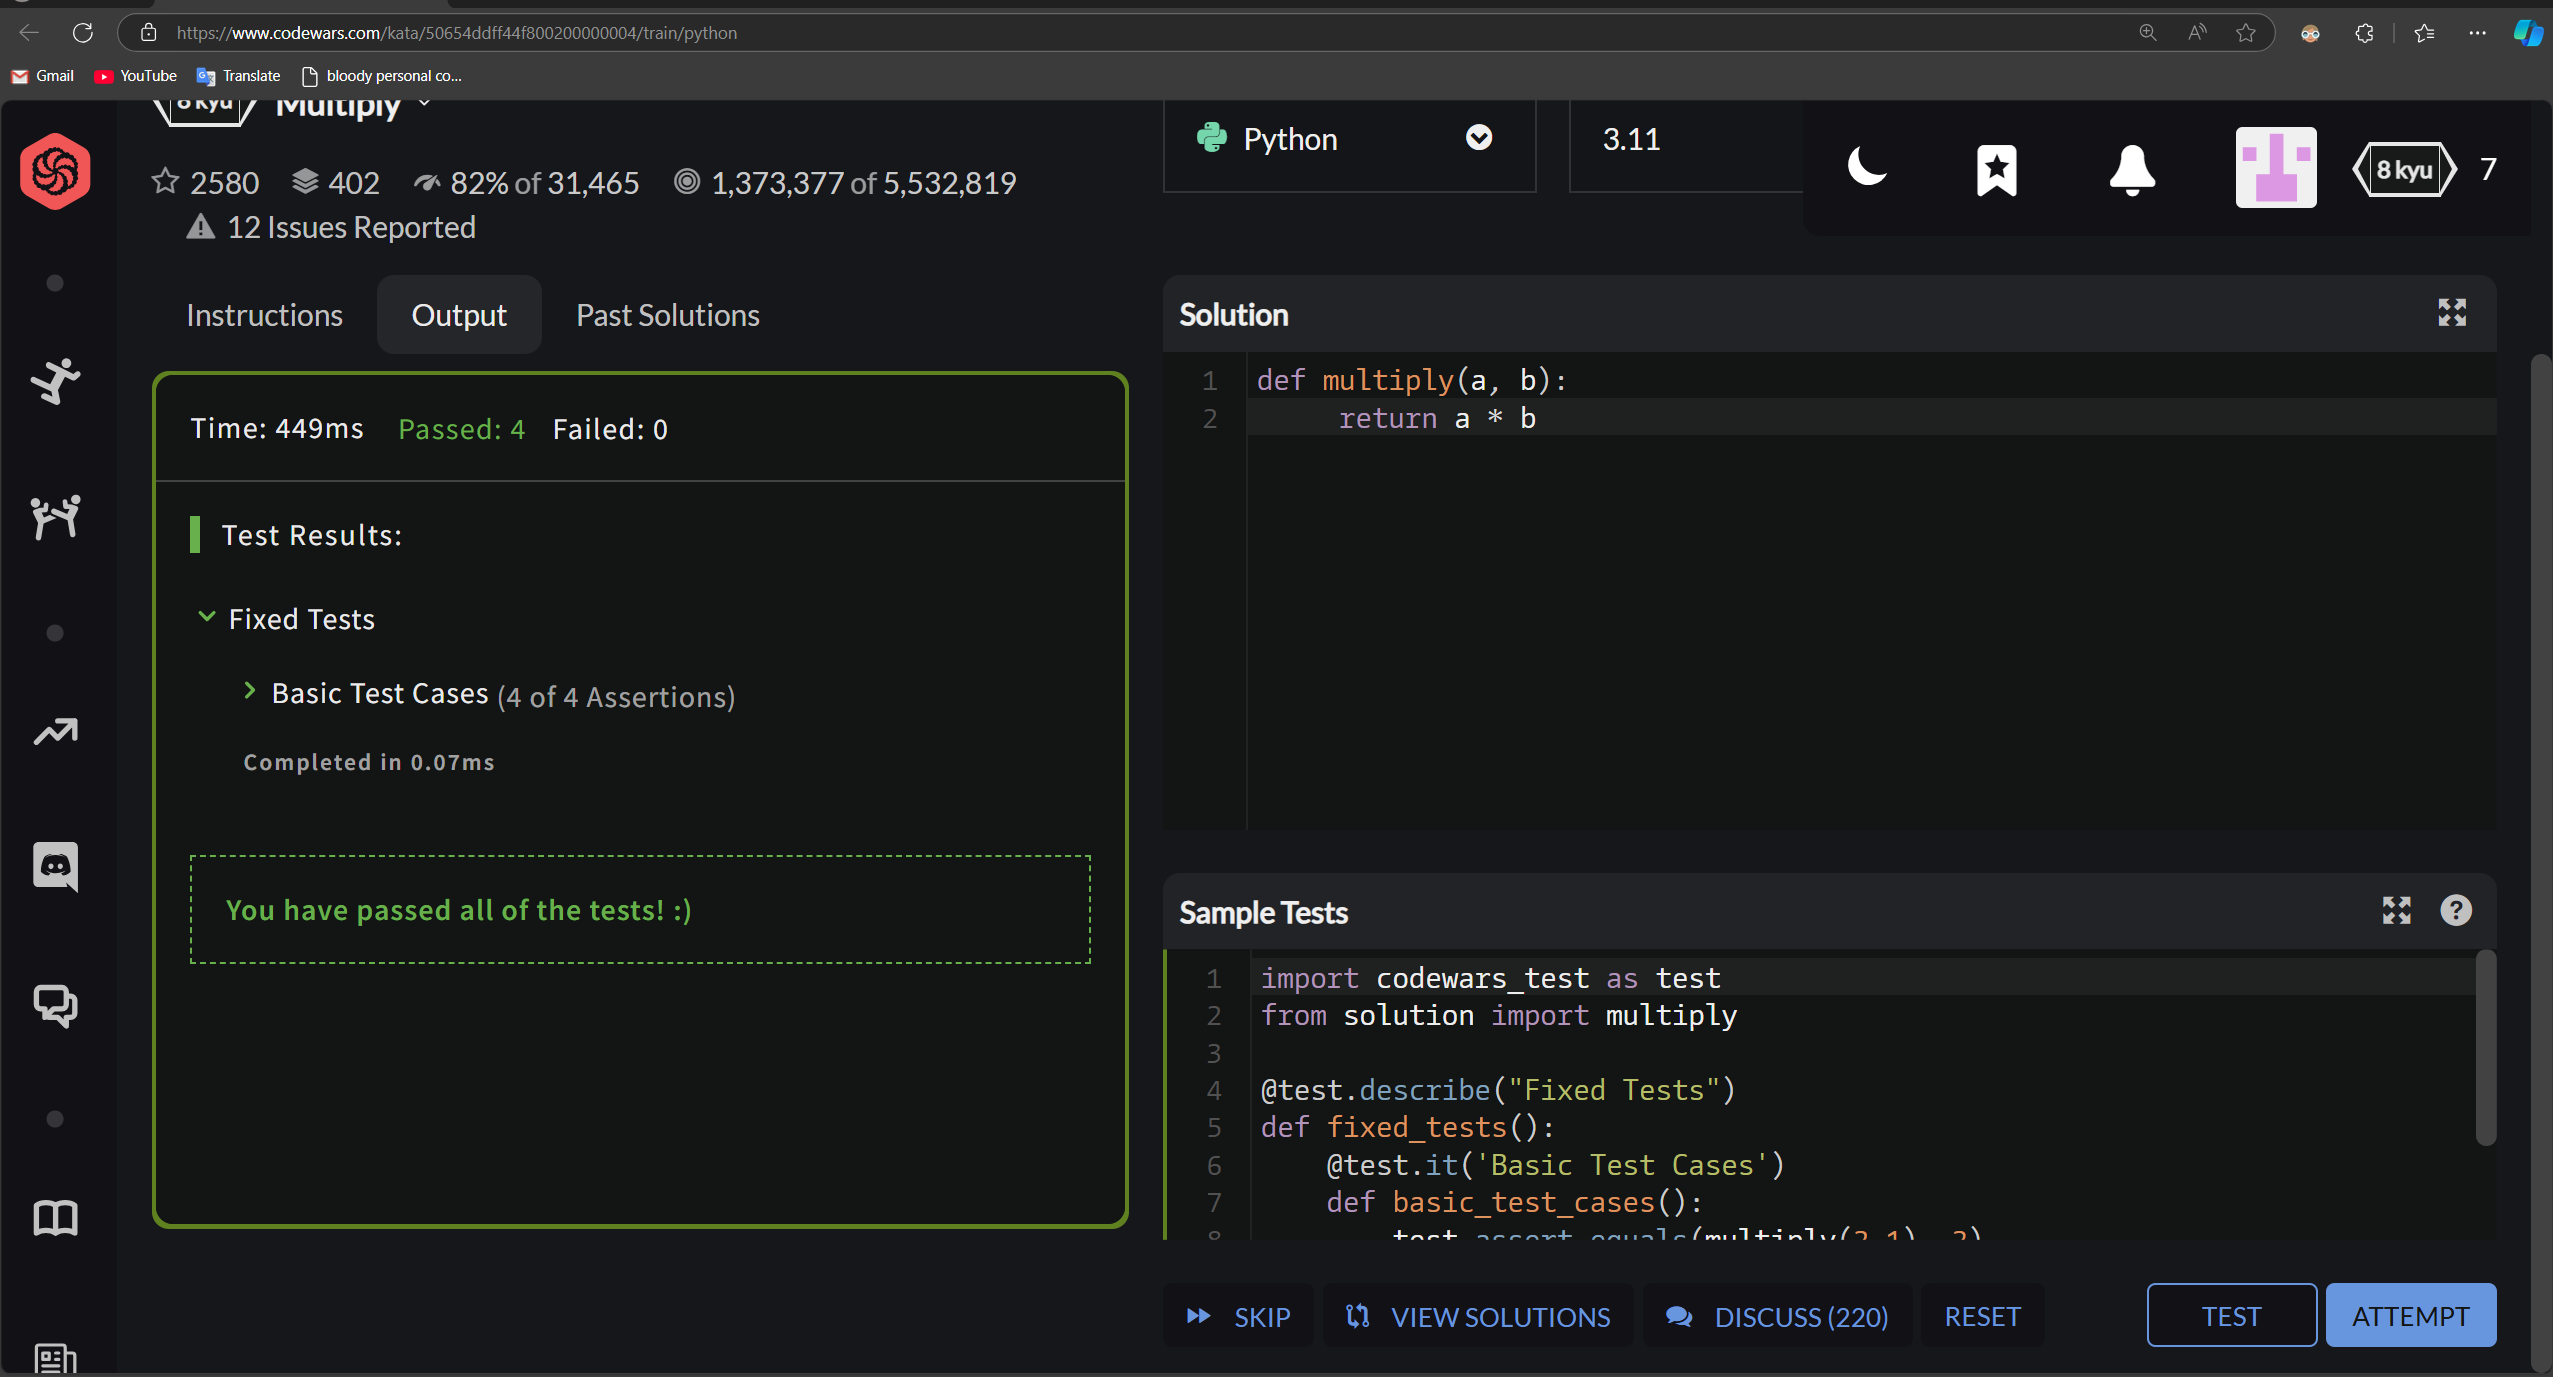 https://www.codewars.com/kata/50654ddff44f800200000004/train/python
Gmail YouTube Translate bloody personal co...
8 kyu Multiply
2580 402 82% of 31,465 1,373,377 of 5,532,819
12 Issues Reported
Instructions Output Past Solutions
Time: 449ms Passed: 4 Failed: 0
Test Results:
Fixed Tests
Basic Test Cases (4 of 4 Assertions)
Completed in 0.07ms
You have passed all of the tests! :)
Python 3.11
8 kyu 7
Solution
1 def multiply(a, b):
2 return a * b
Sample Tests
1 import codewars_test as test
2 from solution import multiply
3
4 @test.describe("Fixed Tests")
5 def fixed_tests():
6 @test.it('Basic Test Cases')
7 def basic_test_cases():
8 test.assert_equals(multiply(
SKIP VIEW SOLUTIONS DISCUSS (220) RESET TEST ATTEMPT